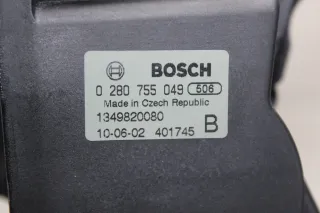 BOSCH
0 280 755 049 506
Made in Czech Republic
1349820080
10-06-02 401745 B